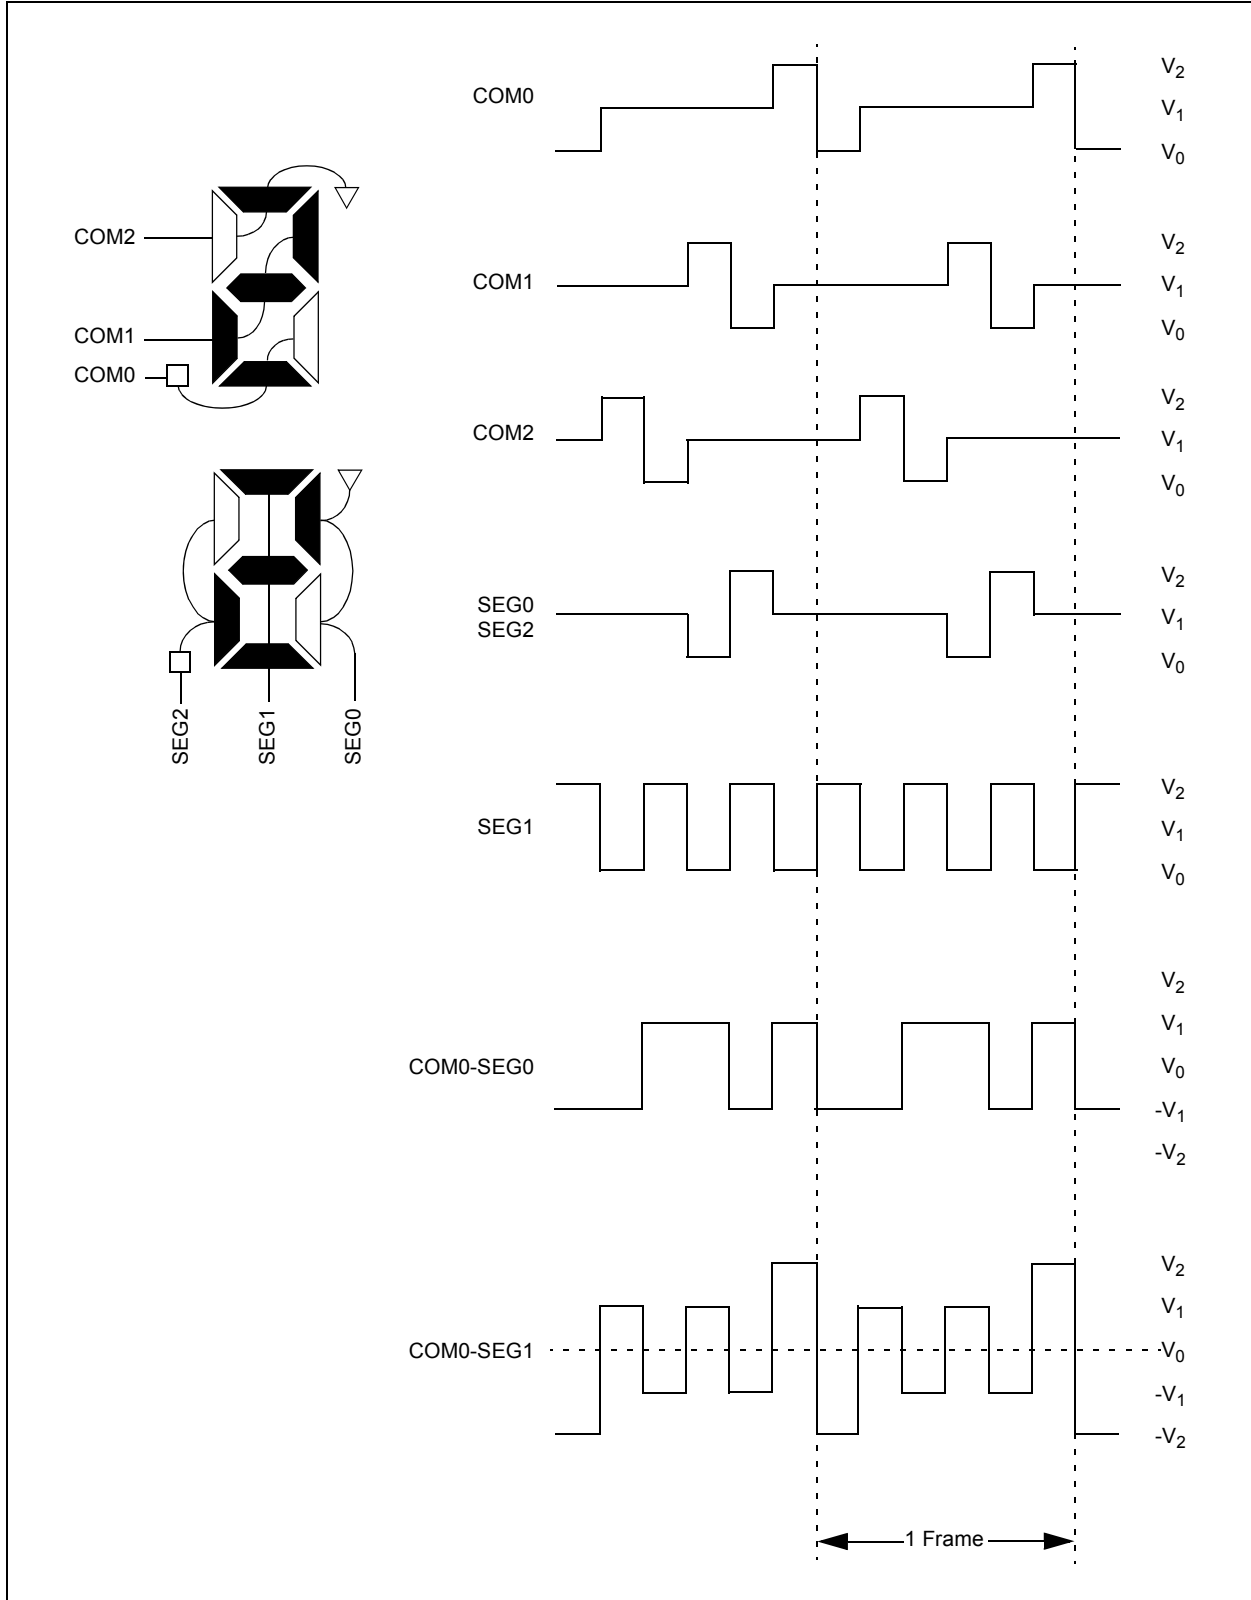 COM0
V2
V1
V0
COM2
COM1
COM0
COM1
V2
V1
V0
COM2
V2
V1
V0
SEG0
SEG2
V2
V1
V0
SEG2
SEG1
SEG0
SEG1
V2
V1
V0
COM0-SEG0
V2
V1
V0
-V1
-V2
COM0-SEG1
V2
V1
V0
-V1
-V2
1 Frame